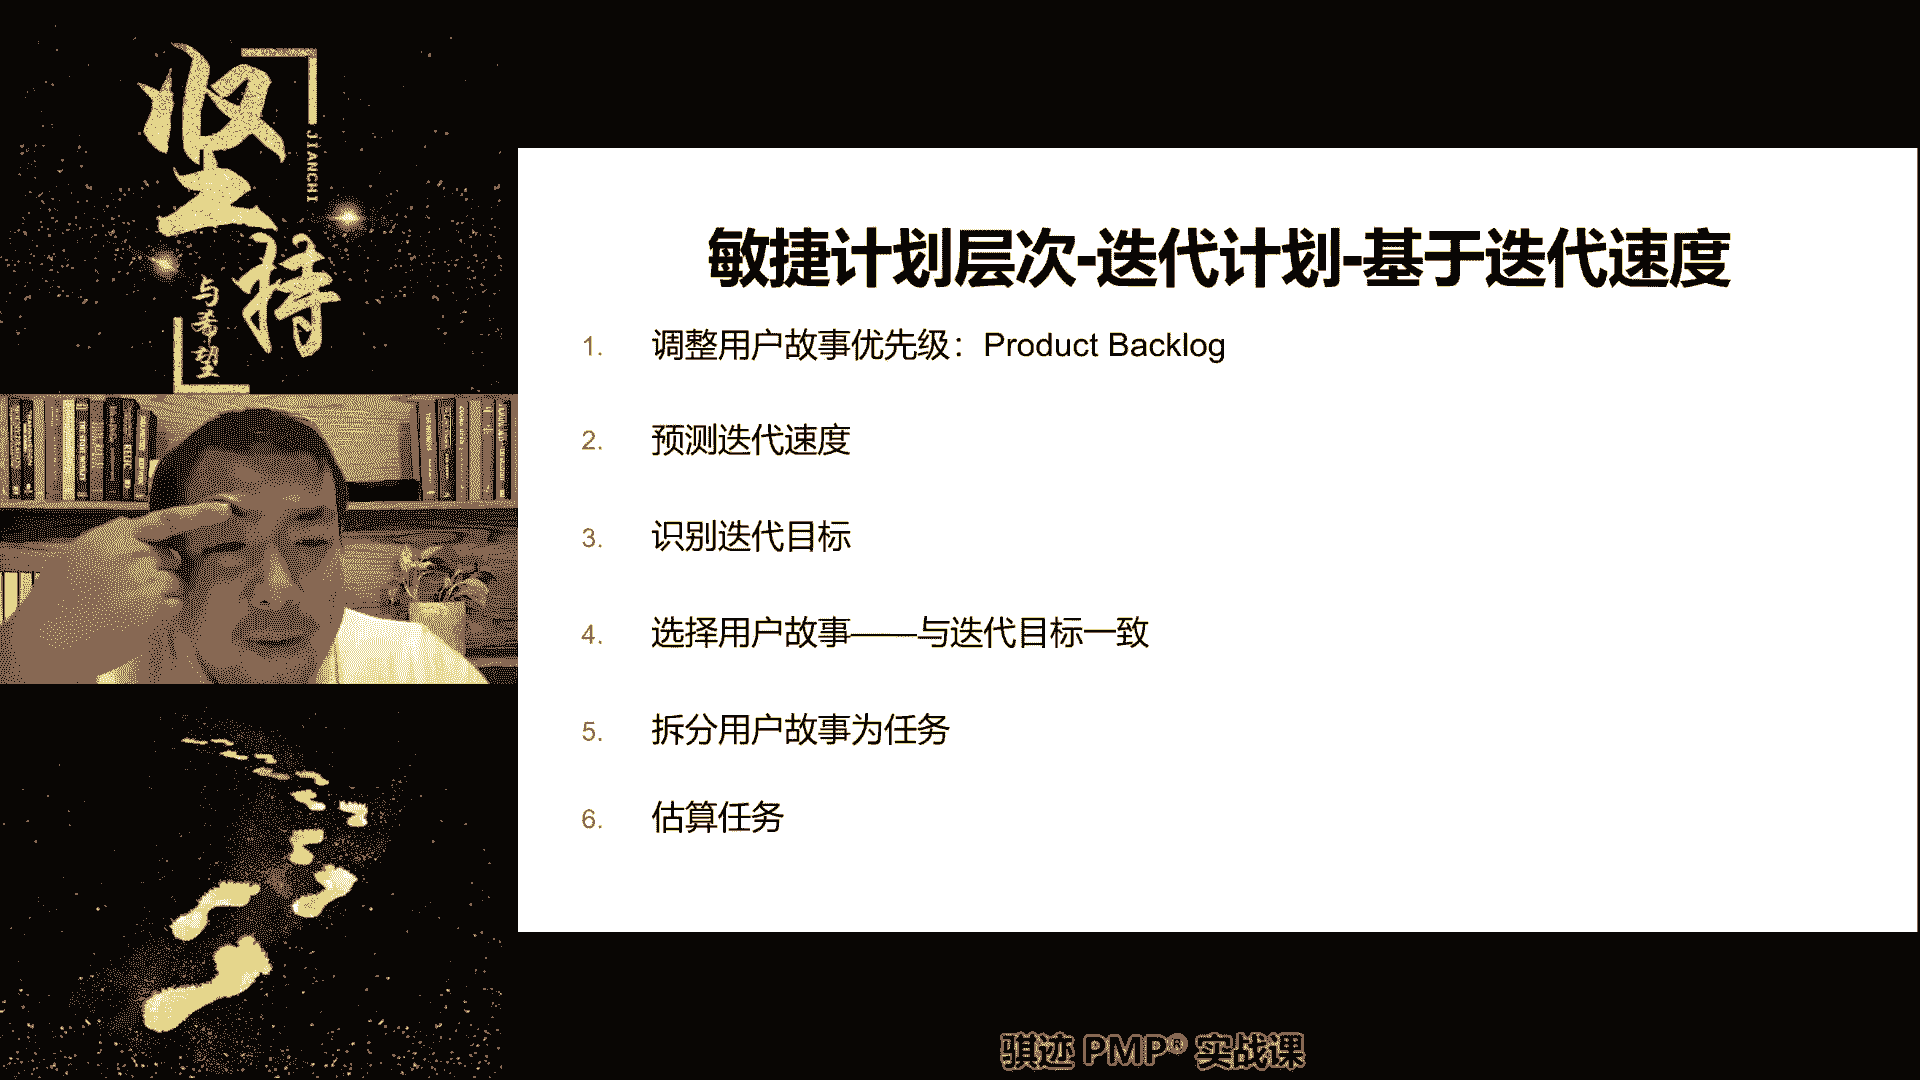 坚持
JIANCHI
与希望
敏捷计划层次-迭代计划-基于迭代速度
1. 调整用户故事优先级：Product Backlog
2. 预测迭代速度
3. 识别迭代目标
4. 选择用户故事——与迭代目标一致
5. 拆分用户故事为任务
6. 估算任务
骐迹 PMP® 实战课